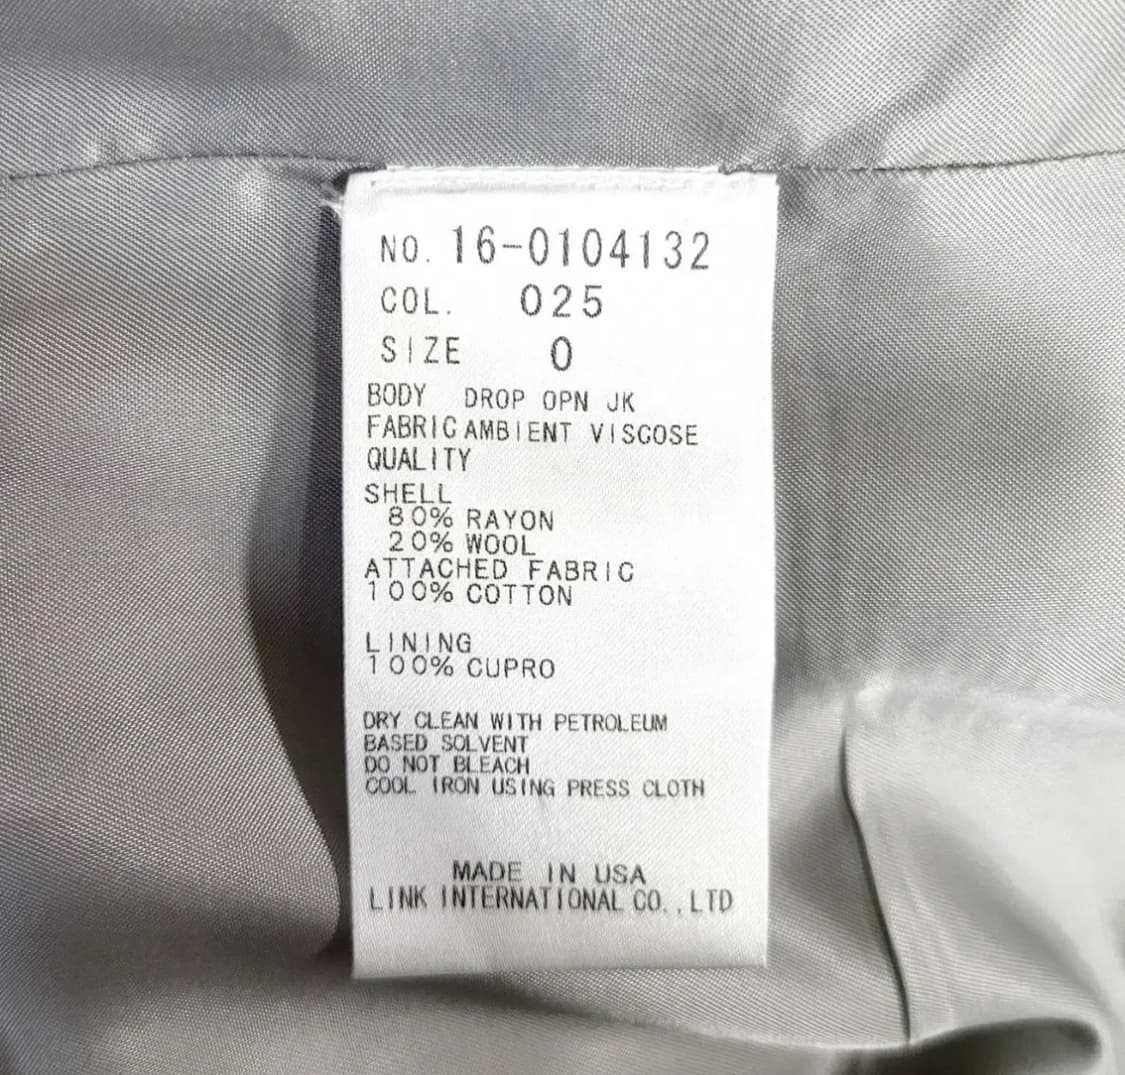 NO. 16-0104132
COL. 025
SIZE 0
BODY DROP OPN JK
FABRIC AMBIENT VISCOSE
QUALITY
SHELL
80% RAYON
20% WOOL
ATTACHED FABRIC
100% COTTON
LINING
100% CUPRO
DRY CLEAN WITH PETROLEUM
BASED SOLVENT
DO NOT BLEACH
COOL IRON USING PRESS CLOTH
MADE IN USA
LINK INTERNATIONAL CO.,LTD